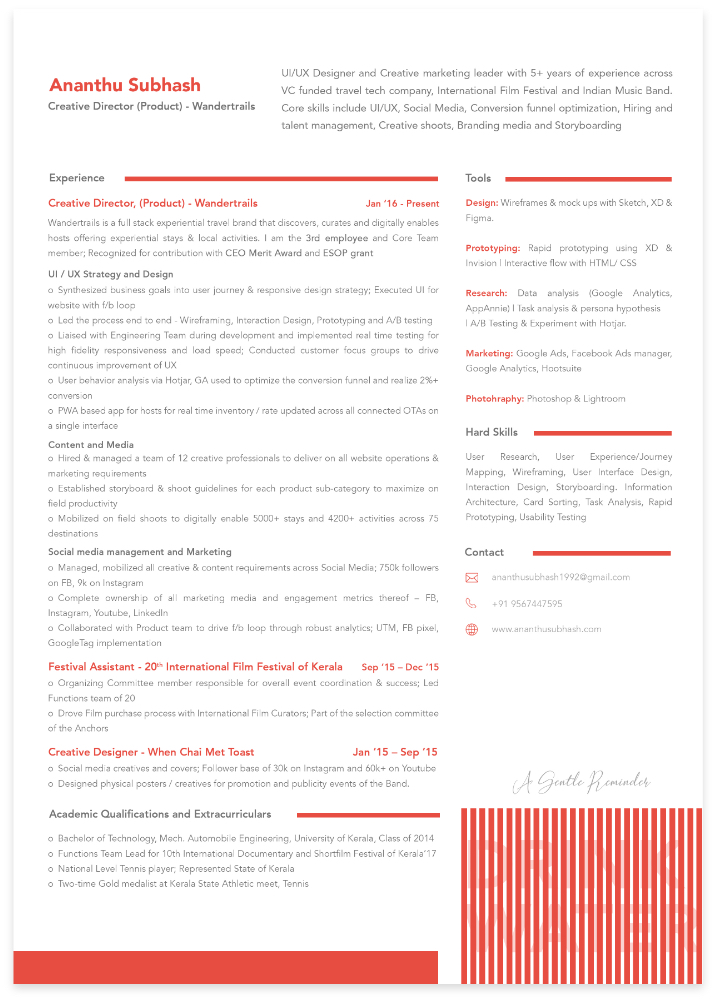 Ananthu Subhash
Creative Director (Product) - Wandertrails
UI/UX Designer and Creative marketing leader with 5+ years of experience across
VC funded travel tech company, International Film Festival and Indian Music Band.
Core skills include UI/UX, Social Media, Conversion funnel optimization, Hiring and
talent management, Creative shoots, Branding media and Storyboarding
Experience
Creative Director, (Product) - Wandertrails Jan '16 - Present
Wandertrails is a full stack experiential travel brand that discovers, curates and digitally enables
hosts offering experiential stays & local activities. I am the 3rd employee and Core Team
member; Recognized for contribution with CEO Merit Award and ESOP grant
UI / UX Strategy and Design
o Synthesized business goals into user journey & responsive design strategy; Executed UI for
website with f/b loop
o Led the process end to end - Wireframing, Interaction Design, Prototyping and A/B testing
o Liaised with Engineering Team during development and implemented real time testing for
high fidelity responsiveness and load speed; Conducted customer focus groups to drive
continuous improvement of UX
o User behavior analysis via Hotjar, GA used to optimize the conversion funnel and realize 2%+
conversion
o PWA based app for hosts for real time inventory / rate updated across all connected OTAs on
a single interface
Content and Media
o Hired & managed a team of 12 creative professionals to deliver on all website operations &
marketing requirements
o Established storyboard & shoot guidelines for each product sub-category to maximize on
field productivity
o Mobilized on field shoots to digitally enable 5000+ stays and 4200+ activities across 75
destinations
Social media management and Marketing
o Managed, mobilized all creative & content requirements across Social Media; 750k followers
on FB, 9k on Instagram
o Complete ownership of all marketing media and engagement metrics thereof – FB,
Instagram, Youtube, LinkedIn
o Collaborated with Product team to drive f/b loop through robust analytics; UTM, FB pixel,
GoogleTag implementation
Festival Assistant - 20th International Film Festival of Kerala Sep '15 – Dec '15
o Organizing Committee member responsible for overall event coordination & success; Led
Functions team of 20
o Drove Film purchase process with International Film Curators; Part of the selection committee
of the Anchors
Creative Designer - When Chai Met Toast Jan '15 – Sep '15
o Social media creatives and covers; Follower base of 30k on Instagram and 60k+ on Youtube
o Designed physical posters / creatives for promotion and publicity events of the Band.
Academic Qualifications and Extracurriculars
o Bachelor of Technology, Mech. Automobile Engineering, University of Kerala, Class of 2014
o Functions Team Lead for 10th International Documentary and Shortfilm Festival of Kerala'17
o National Level Tennis player; Represented State of Kerala
o Two-time Gold medalist at Kerala State Athletic meet, Tennis
Tools
Design: Wireframes & mock ups with Sketch, XD &
Figma.
Prototyping: Rapid prototyping using XD &
Invision I Interactive flow with HTML/ CSS
Research: Data analysis (Google Analytics,
AppAnnie) I Task analysis & persona hypothesis
I A/B Testing & Experiment with Hotjar.
Marketing: Google Ads, Facebook Ads manager,
Google Analytics, Hootsuite
Photohraphy: Photoshop & Lightroom
Hard Skills
User Research, User Experience/Journey
Mapping, Wireframing, User Interface Design,
Interaction Design, Storyboarding. Information
Architecture, Card Sorting, Task Analysis, Rapid
Prototyping, Usability Testing
Contact
ananthusubhash1992@gmail.com
+91 9567447595
www.ananthusubhash.com
A Gentle Reminder
DRINK
WATER